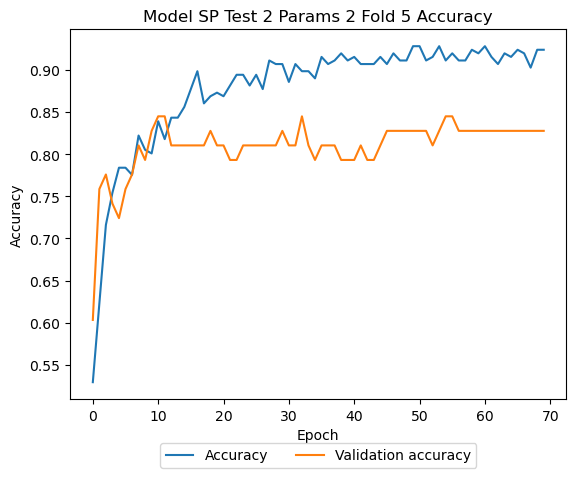 Model SP Test 2 Params 2 Fold 5 Accuracy
0.90
0.85
0.80
0.75
0.70
0.65
0.60
0.55
Accuracy
0 10 20 30 40 50 60 70
Epoch
Accuracy Validation accuracy